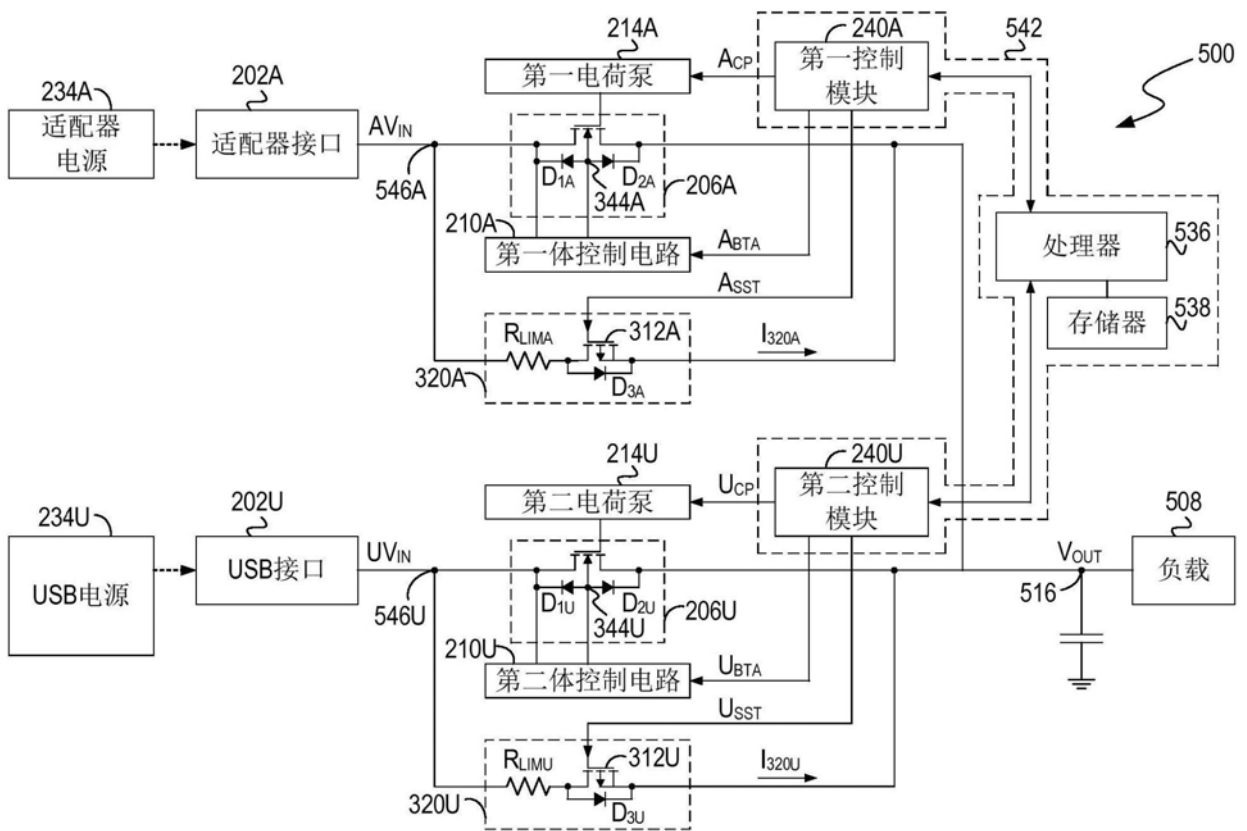 214A
240A
542
500
第一电荷泵
A_CP
第一控制
模块
234A
202A
适配器
电源
适配器接口
AV_IN
546A
D_1A
D_2A
344A
206A
210A
第一体控制电路
A_BTA
处理器
536
A_SST
存储器
538
R_LIMA
312A
I_320A
320A
D_3A
214U
240U
第二电荷泵
U_CP
第二控制
模块
234U
202U
508
USB电源
USB接口
UV_IN
V_OUT
负载
546U
D_1U
D_2U
344U
206U
516
210U
第二体控制电路
U_BTA
U_SST
R_LIMU
312U
I_320U
320U
D_3U